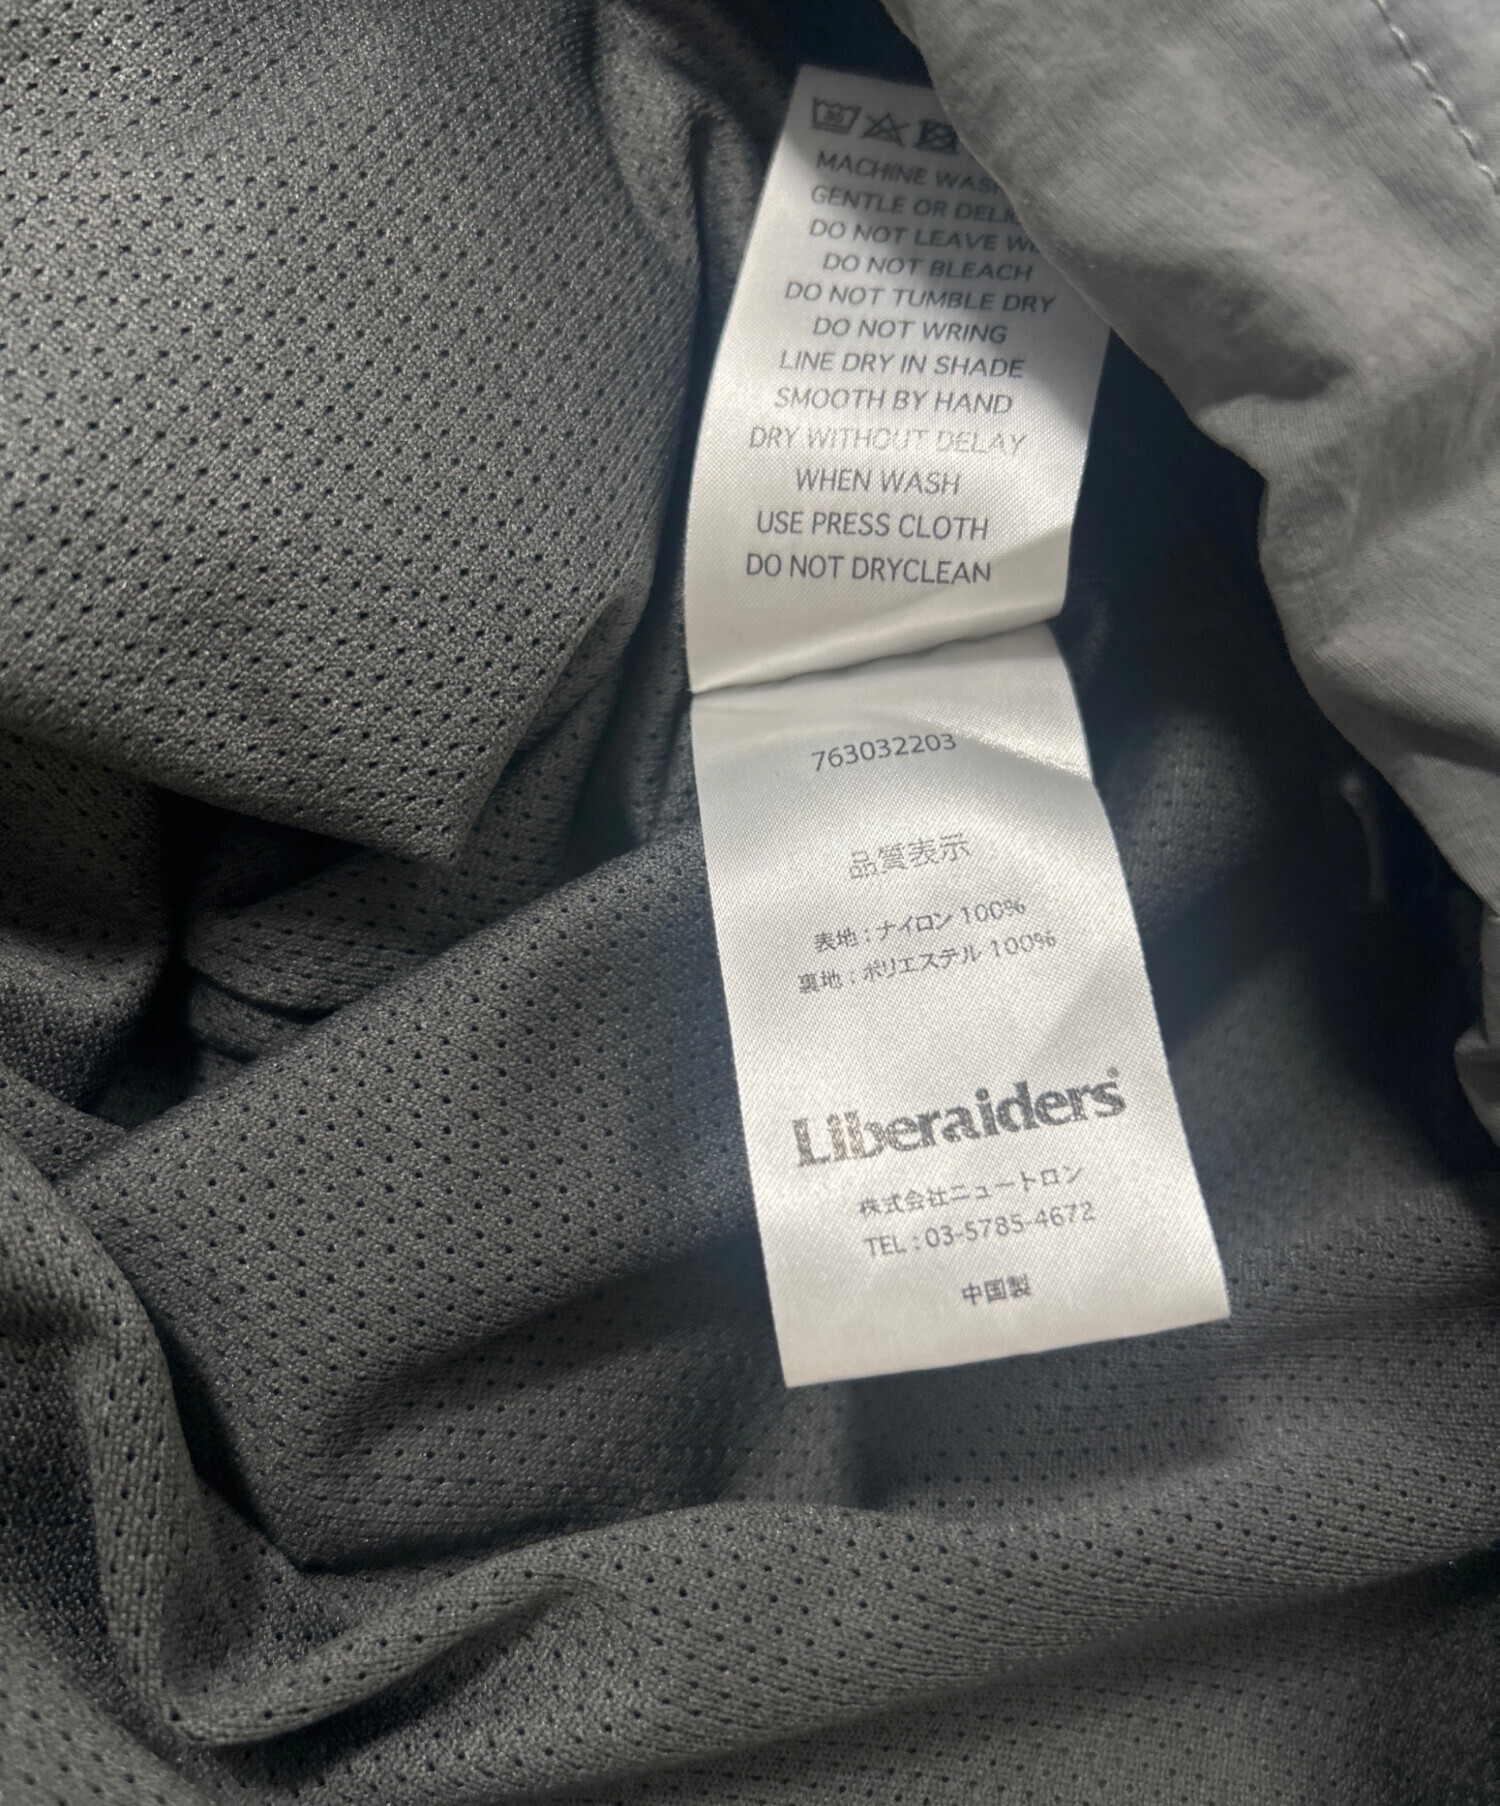 MACHINE WASH
GENTLE OR
DO NOT LEAVE
DO NOT BLEACH
DO NOT TUMBLE DRY
DO NOT WRING
LINE DRY IN SHADE
SMOOTH BY HAND
DRY WITHOUT DELAY
WHEN WASH
USE PRESS CLOTH
DO NOT DRYCLEAN
763032203
品質表示
表地 : ナイロン 100%
裏地 : ポリエステル 100%
Liberaiders®
株式会社ニュートロン
TEL : 03-5785-4672
中国製